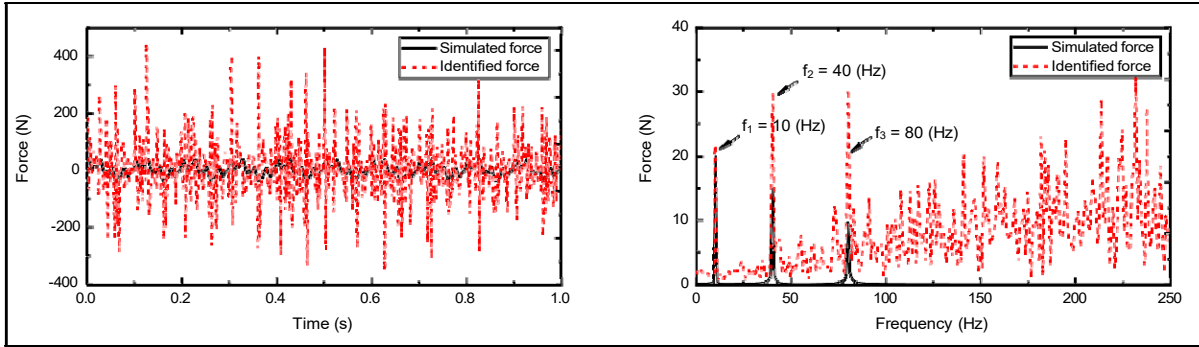 400
200
0
-200
-400
0.0 0.2 0.4 0.6 0.8 1.0
Force (N)
Time (s)
Simulated force
Identified force
40
30
20
10
0
0 50 100 150 200 250
Force (N)
Frequency (Hz)
Simulated force
Identified force
f₂ = 40 (Hz)
f₁ = 10 (Hz)
f₃ = 80 (Hz)